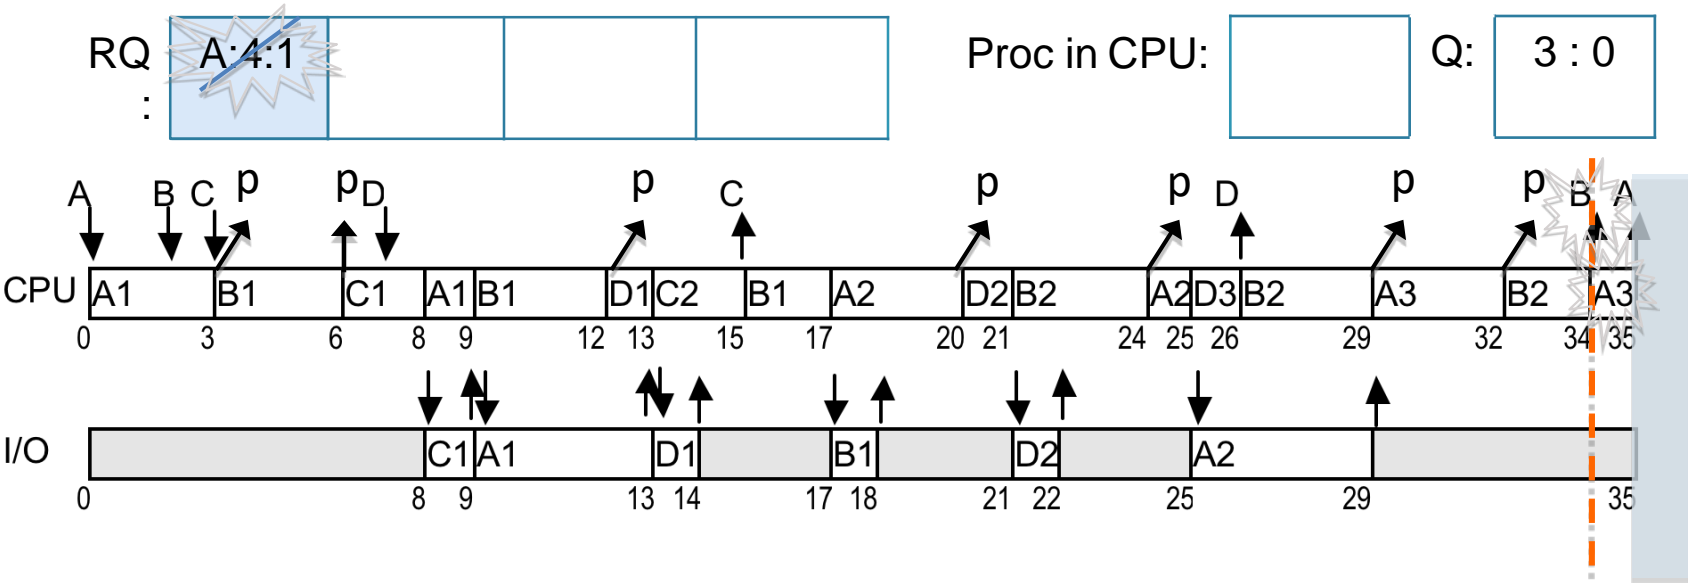 RQ A:4:1 Proc in CPU: Q: 3 : 0
:
A B C p p D p C p p D p p B A
CPU A1 B1 C1 A1 B1 D1 C2 B1 A2 D2 B2 A2 D3 B2 A3 B2 A3
0 3 6 8 9 12 13 15 17 20 21 24 25 26 29 32 34 35
I/O C1 A1 D1 B1 D2 A2
0 8 9 13 14 17 18 21 22 25 29 35